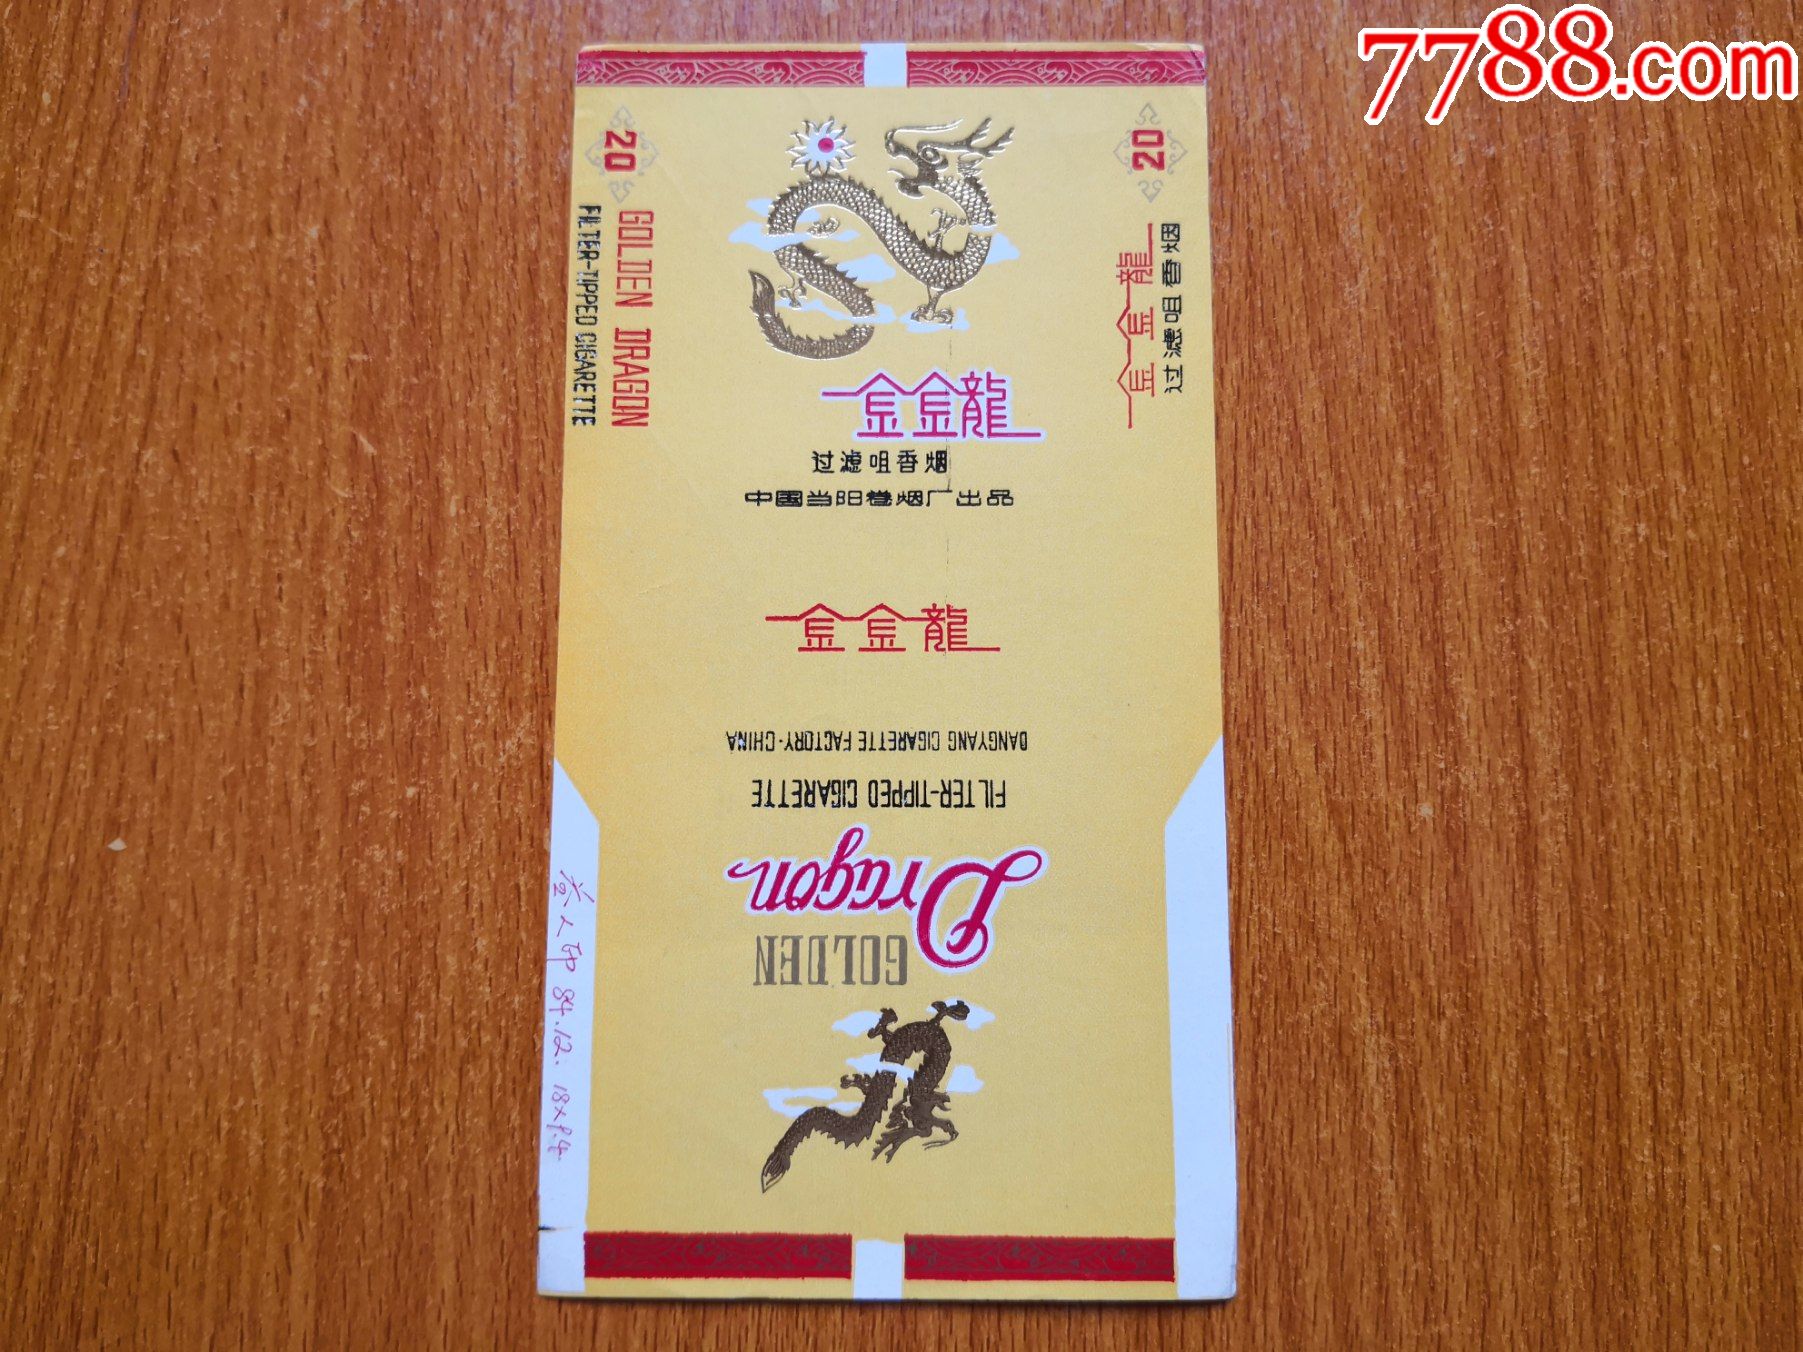 7788.com
20
GOLDEN DRAGON
FILTER-TIPPED CIGARETTE
20
金金龍
过滤咀香烟
金金龍
过滤咀香烟
中国当阳卷烟厂出品
金金龍
DANGYANG CIGARETTE FACTORY·CHINA
FILTER-TIPPED CIGARETTE
Dragon
GOLDEN
84.12.